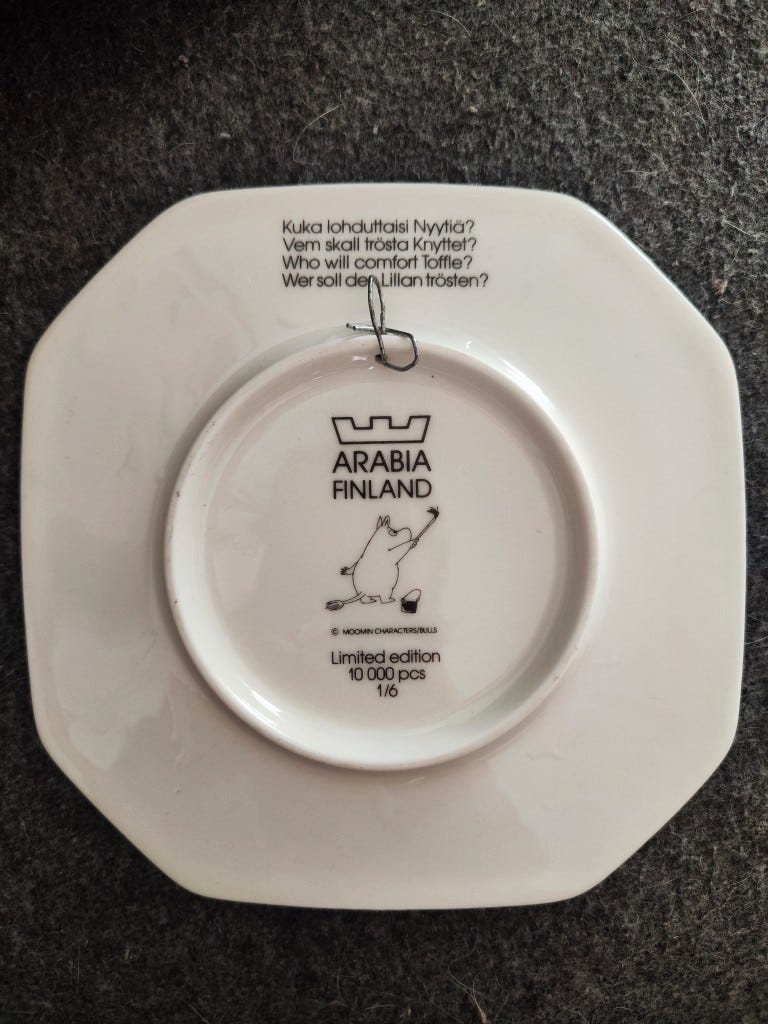 Kuka lohduttaisi Nyytiä?
Vem skall trösta Knyttet?
Who will comfort Toffle?
Wer soll den Lillan trösten?
ARABIA
FINLAND
© MOOMIN CHARACTERS/BULLS
Limited edition
10 000 pcs
1/6